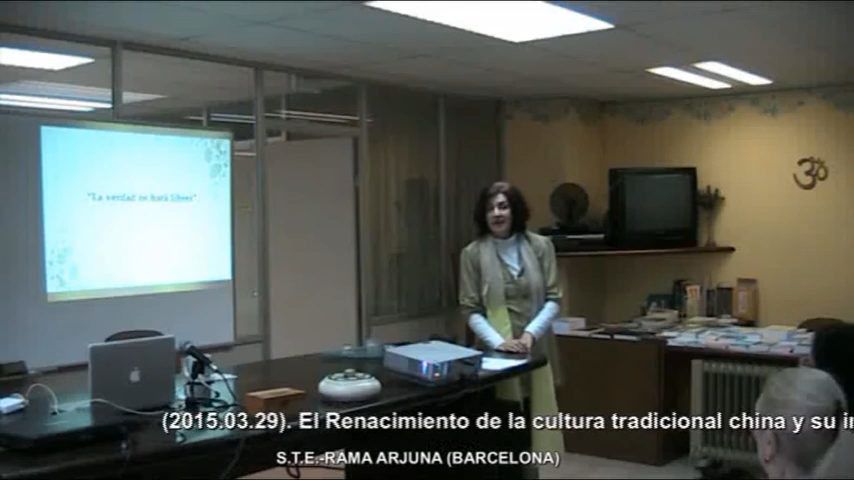 "La verdad os hará libres"
ॐ
(2015.03.29). El Renacimiento de la cultura tradicional china y su in
S.T.E.-RAMA ARJUNA (BARCELONA)